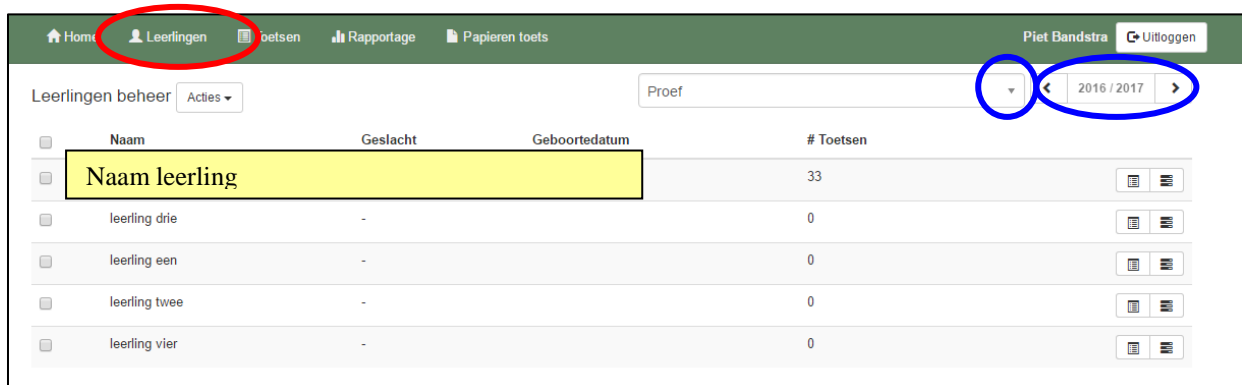 Home Leerlingen Toetsen Rapportage Papieren toets Piet Bandstra Uitloggen
Leerlingen beheer Acties Proef 2016 / 2017
Naam Geslacht Geboortedatum # Toetsen
Naam leerling 33
leerling drie - 0
leerling een - 0
leerling twee - 0
leerling vier - 0